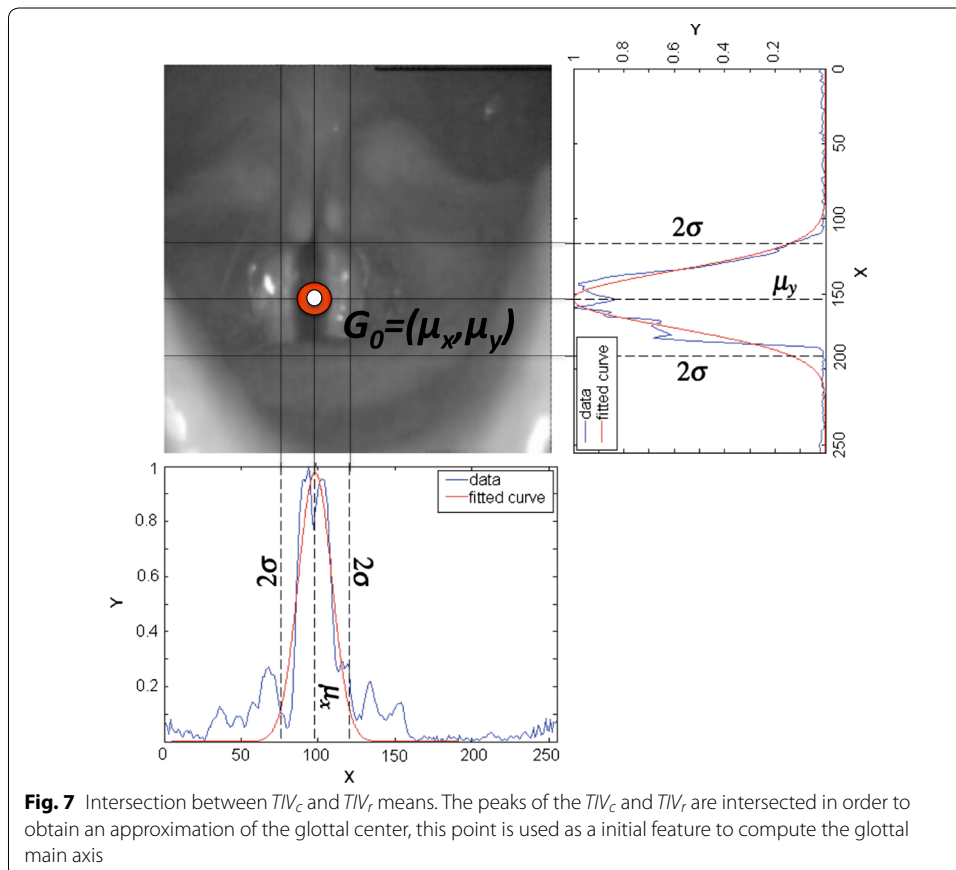 Y
1
0.8
0.6
0.4
0.2
0
50
100
150
200
250
X
2σ
μy
2σ
data
fitted curve
G0=(μx,μy)
1
0.8
0.6
0.4
0.2
Y
2σ
2σ
μx
data
fitted curve
0
50
100
150
200
250
X
Fig. 7 Intersection between TIVc and TIVr means. The peaks of the TIVc and TIVr are intersected in order to
obtain an approximation of the glottal center, this point is used as a initial feature to compute the glottal
main axis